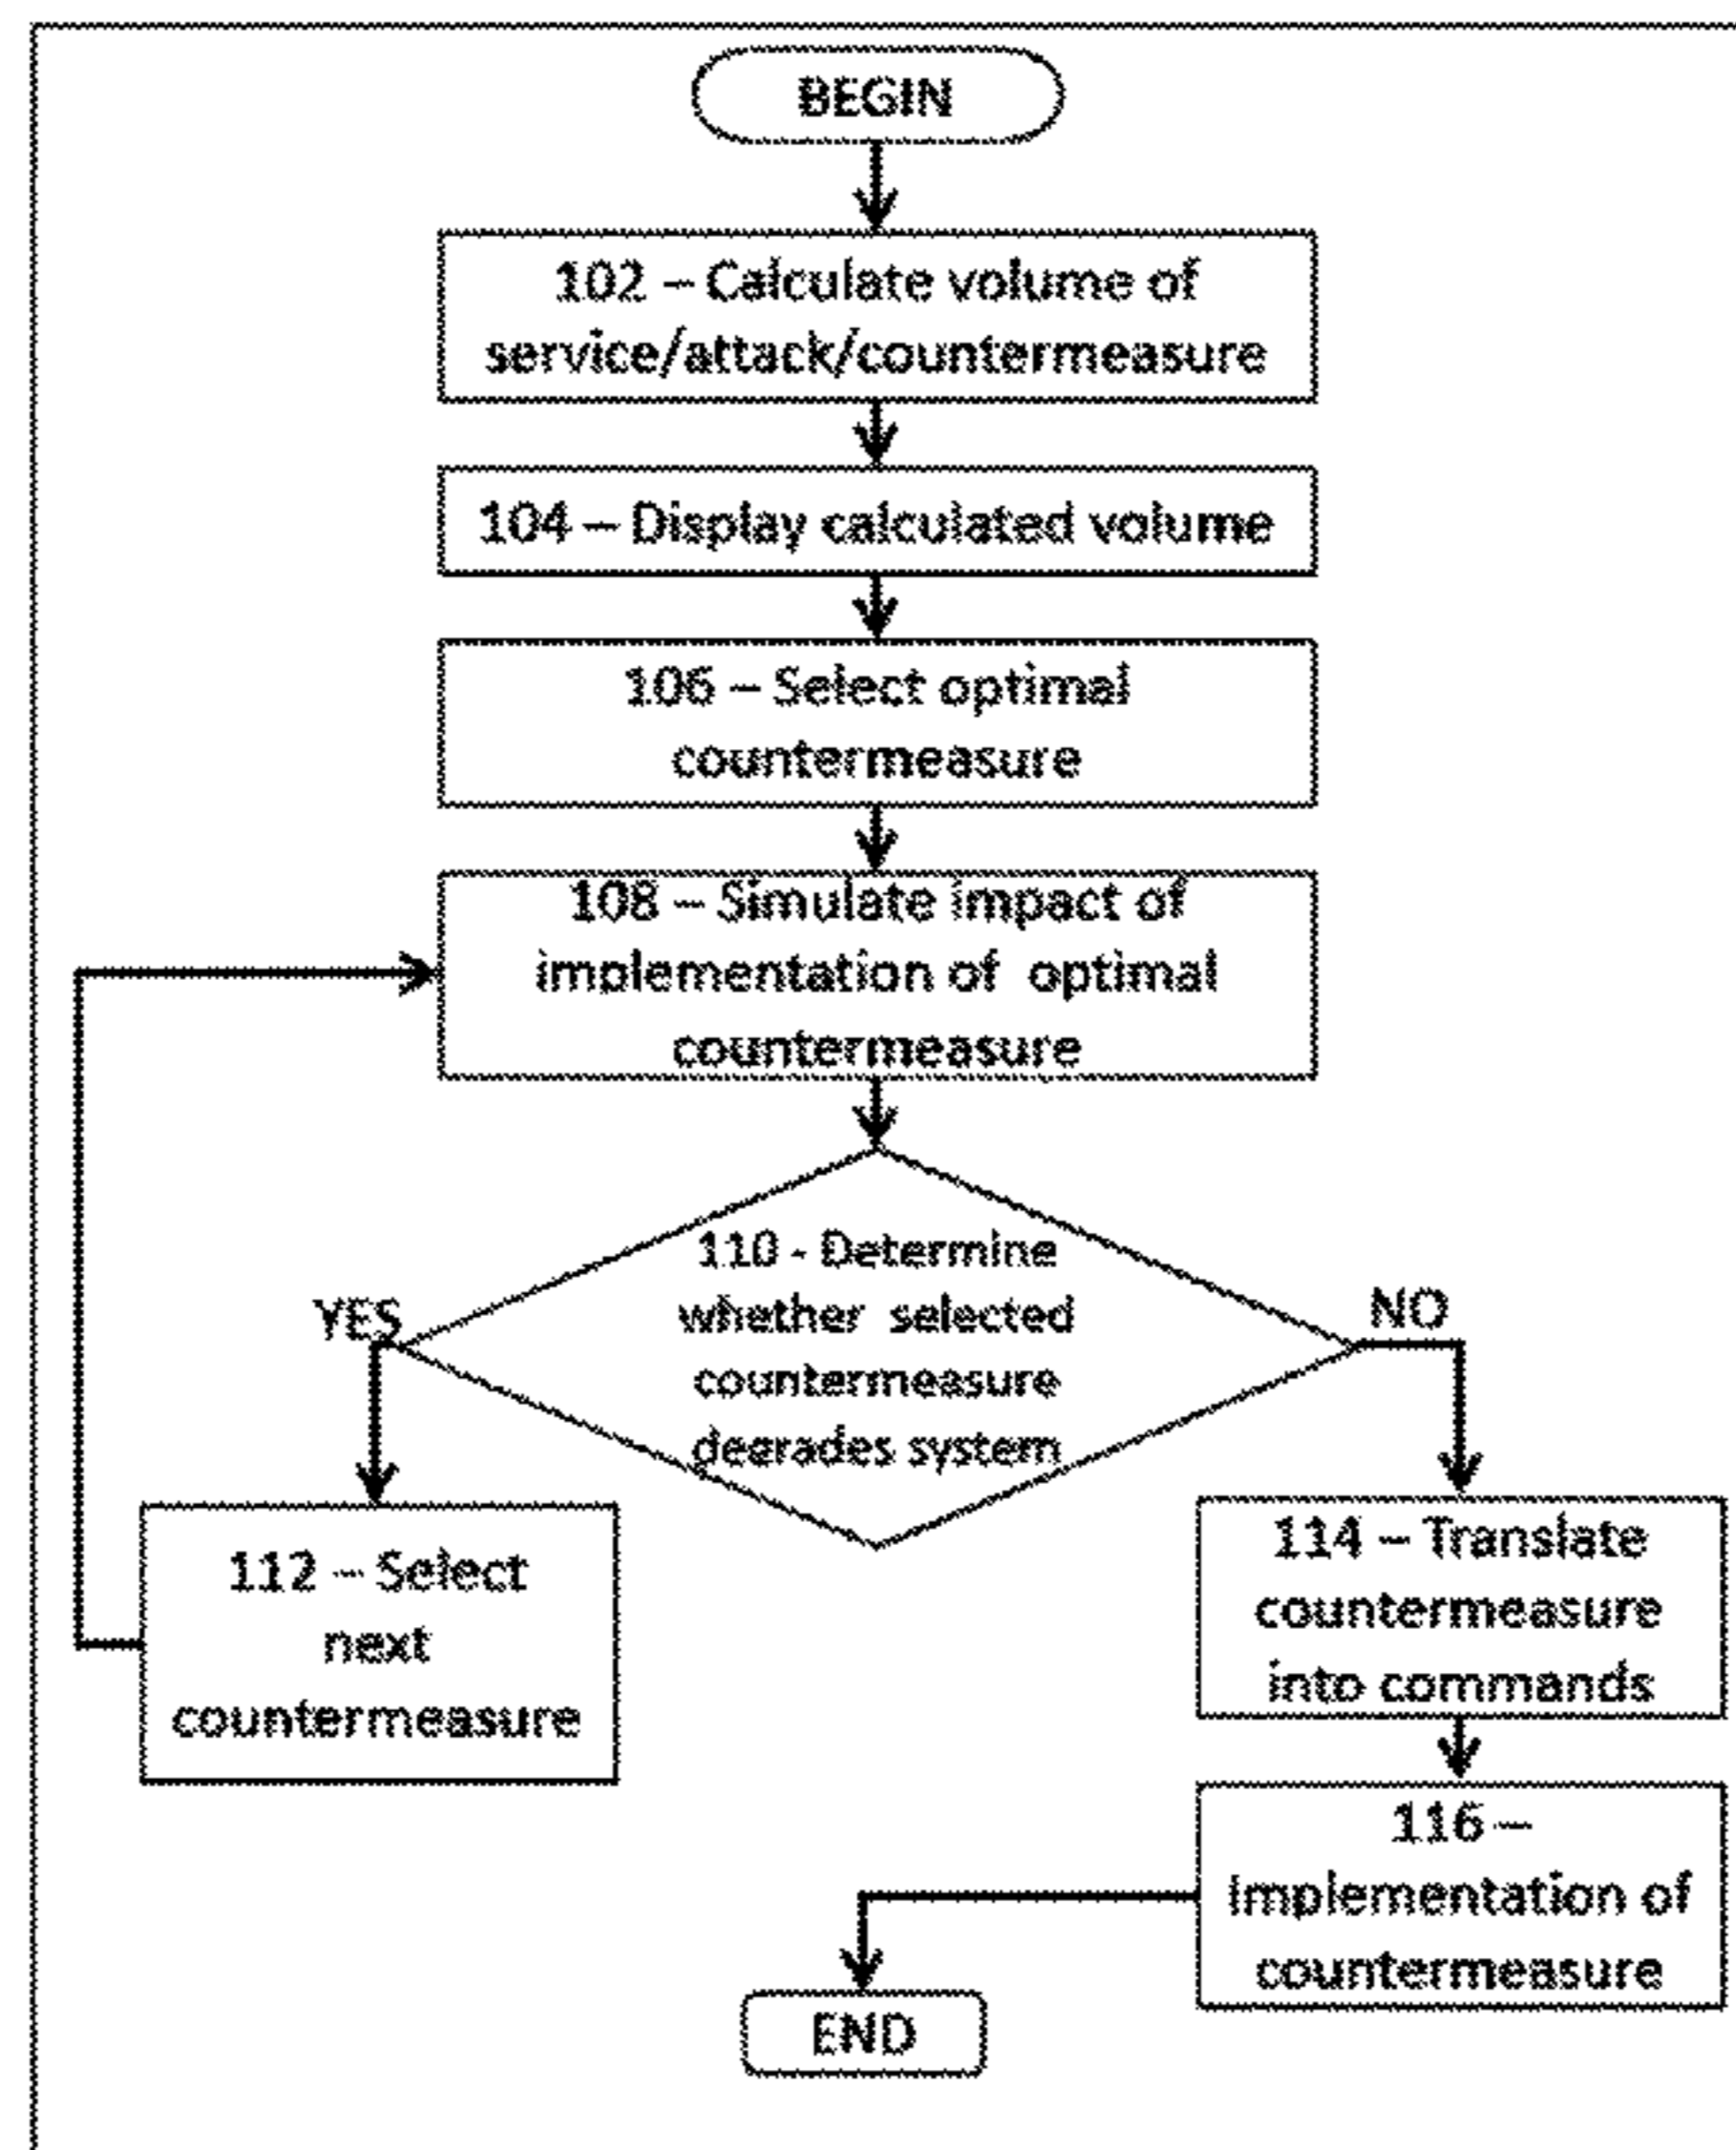 BEGIN
102 – Calculate volume of
service/attack/countermeasure
104 – Display calculated volume
106 – Select optimal
countermeasure
108 – Simulate impact of
implementation of optimal
countermeasure
110 - Determine
whether selected
countermeasure
degrades system
YES
NO
112 – Select
next
countermeasure
114 – Translate
countermeasure
into commands
116 –
Implementation of
countermeasure
END